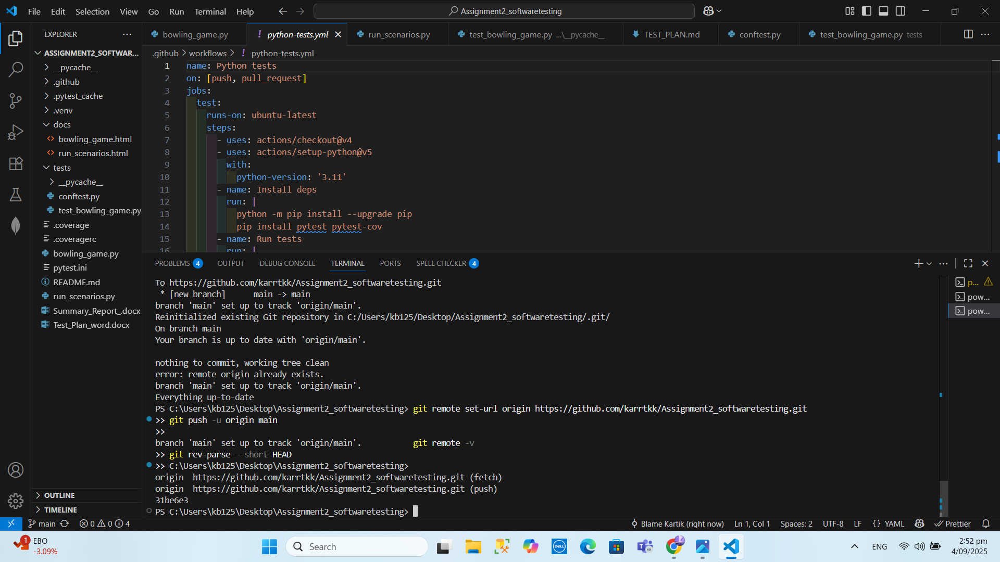 File Edit Selection View Go Run Terminal Help
Assignment2_softwaretesting
EXPLORER
bowling_game.py
! python-tests.yml
run_scenarios.py
test_bowling_game.py ...\__pycache__
TEST_PLAN.md
conftest.py
test_bowling_game.py tests
ASSIGNMENT2_SOFTWAR...
__pycache__
.github
.pytest_cache
.venv
docs
bowling_game.html
run_scenarios.html
tests
__pycache__
conftest.py
test_bowling_game.py
.coverage
.coveragerc
bowling_game.py
pytest.ini
README.md
run_scenarios.py
Summary_Report_.docx
Test_Plan_word.docx
OUTLINE
TIMELINE
.github > workflows > ! python-tests.yml
1 name: Python tests
2 on: [push, pull_request]
3 jobs:
4 test:
5 runs-on: ubuntu-latest
6 steps:
7 - uses: actions/checkout@v4
8 - uses: actions/setup-python@v5
9 with:
10 python-version: '3.11'
11 - name: Install deps
12 run: |
13 python -m pip install --upgrade pip
14 pip install pytest pytest-cov
15 - name: Run tests
16 run: |
PROBLEMS 4 OUTPUT DEBUG CONSOLE TERMINAL PORTS SPELL CHECKER 4
To https://github.com/karrtkk/Assignment2_softwaretesting.git
* [new branch] main -> main
branch 'main' set up to track 'origin/main'.
Reinitialized existing Git repository in C:/Users/kb125/Desktop/Assignment2_softwaretesting/.git/
On branch main
Your branch is up to date with 'origin/main'.
nothing to commit, working tree clean
error: remote origin already exists.
branch 'main' set up to track 'origin/main'.
Everything up-to-date
PS C:\Users\kb125\Desktop\Assignment2_softwaretesting> git remote set-url origin https://github.com/karrtkk/Assignment2_softwaretesting.git
>> git push -u origin main
>>
branch 'main' set up to track 'origin/main'. git remote -v
>> git rev-parse --short HEAD
>> C:\Users\kb125\Desktop\Assignment2_softwaretesting>
origin https://github.com/karrtkk/Assignment2_softwaretesting.git (fetch)
origin https://github.com/karrtkk/Assignment2_softwaretesting.git (push)
31be6e3
PS C:\Users\kb125\Desktop\Assignment2_softwaretesting>
p...
pow...
pow...
main 0 0 4
Blame Kartik (right now) Ln 1, Col 1 Spaces: 2 UTF-8 LF {} YAML Prettier
1
EBO
-3.09%
Search
DELL
ENG
2:52 pm
4/09/2025